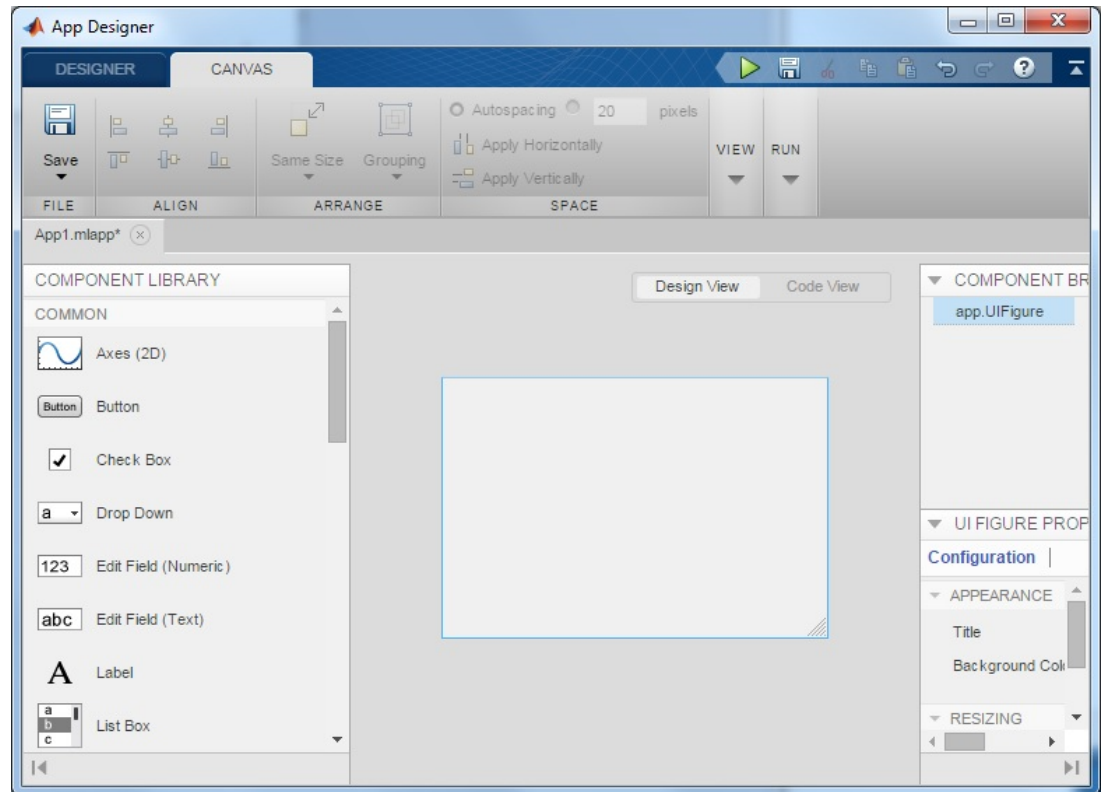 App Designer
DESIGNER CANVAS
Save
Same Size Grouping
Autospacing 20 pixels
Apply Horizontally
Apply Vertically
VIEW RUN
FILE ALIGN ARRANGE SPACE
App1.mlapp*
COMPONENT LIBRARY
COMMON
Axes (2D)
Button Button
Check Box
a Drop Down
123 Edit Field (Numeric)
abc Edit Field (Text)
A Label
a
b List Box
c
Design View Code View
COMPONENT BR
app.UIFigure
UI FIGURE PROP
Configuration
APPEARANCE
Title
Background Col
RESIZING